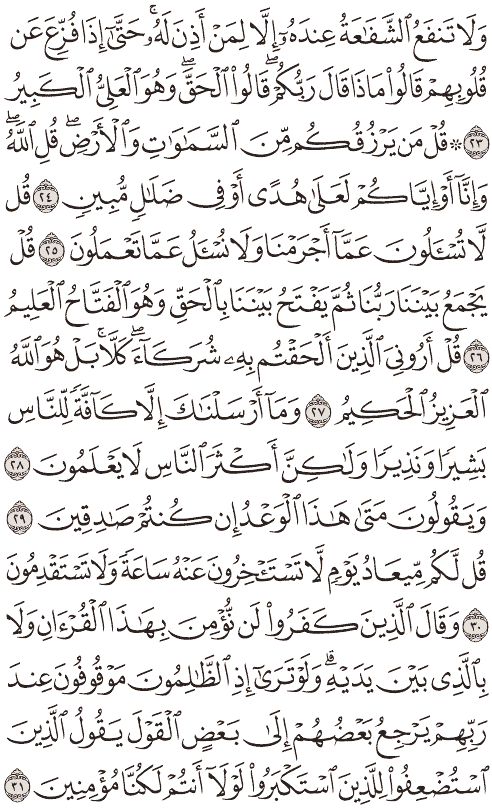 وَلَا تَنفَعُ ٱلشَّفَٰعَةُ عِندَهُۥٓ إِلَّا لِمَنْ أَذِنَ لَهُۥۚ حَتَّىٰٓ إِذَا فُزِّعَ عَن
قُلُوبِهِمْ قَالُوا۟ مَاذَا قَالَ رَبُّكُمْۖ قَالُوا۟ ٱلْحَقَّۖ وَهُوَ ٱلْعَلِىُّ ٱلْكَبِيرُ
٢٣ ۞ قُلْ مَن يَرْزُقُكُم مِّنَ ٱلسَّمَٰوَٰتِ وَٱلْأَرْضِۖ قُلِ ٱللَّهُۖ
وَإِنَّآ أَوْ إِيَّاكُمْ لَعَلَىٰ هُدًى أَوْ فِى ضَلَٰلٍ مُّبِينٍ ٢٤ قُل
لَّا تُسْـَٔلُونَ عَمَّآ أَجْرَمْنَا وَلَا نُسْـَٔلُ عَمَّا تَعْمَلُونَ ٢٥ قُلْ
يَجْمَعُ بَيْنَنَا رَبُّنَا ثُمَّ يَفْتَحُ بَيْنَنَا بِٱلْحَقِّ وَهُوَ ٱلْفَتَّاحُ ٱلْعَلِيمُ
٢٦ قُلْ أَرُونِىَ ٱلَّذِينَ أَلْحَقْتُم بِهِۦ شُرَكَآءَۖ كَلَّاۚ بَلْ هُوَ ٱللَّهُ
ٱلْعَزِيزُ ٱلْحَكِيمُ ٢٧ وَمَآ أَرْسَلْنَٰكَ إِلَّا كَآفَّةً لِّلنَّاسِ
بَشِيرًا وَنَذِيرًا وَلَٰكِنَّ أَكْثَرَ ٱلنَّاسِ لَا يَعْلَمُونَ ٢٨
وَيَقُولُونَ مَتَىٰ هَٰذَا ٱلْوَعْدُ إِن كُنتُمْ صَٰدِقِينَ ٢٩
قُل لَّكُم مِّيعَادُ يَوْمٍ لَّا تَسْتَـْٔخِرُونَ عَنْهُ سَاعَةً وَلَا تَسْتَقْدِمُونَ
٣٠ وَقَالَ ٱلَّذِينَ كَفَرُوا۟ لَن نُّؤْمِنَ بِهَٰذَا ٱلْقُرْءَانِ وَلَا
بِٱلَّذِى بَيْنَ يَدَيْهِۗ وَلَوْ تَرَىٰٓ إِذِ ٱلظَّٰلِمُونَ مَوْقُوفُونَ عِندَ
رَبِّهِمْ يَرْجِعُ بَعْضُهُمْ إِلَىٰ بَعْضٍ ٱلْقَوْلَ يَقُولُ ٱلَّذِينَ
ٱسْتُضْعِفُوا۟ لِلَّذِينَ ٱسْتَكْبَرُوا۟ لَوْلَآ أَنتُمْ لَكُنَّا مُؤْمِنِينَ ٣١